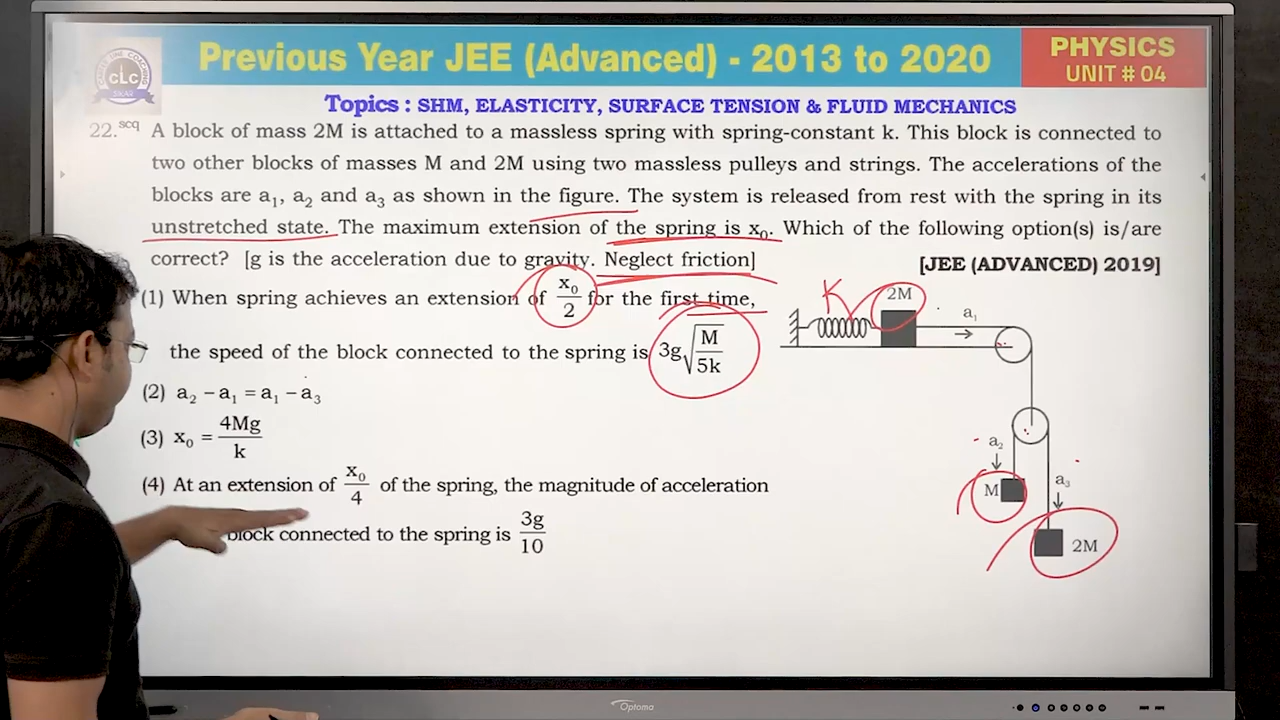 Previous Year JEE (Advanced) - 2013 to 2020
PHYSICS
UNIT # 04
CLC
SIKAR
Topics : SHM, ELASTICITY, SURFACE TENSION & FLUID MECHANICS
22.scq A block of mass 2M is attached to a massless spring with spring-constant k. This block is connected to
two other blocks of masses M and 2M using two massless pulleys and strings. The accelerations of the
blocks are a₁, a₂ and a₃ as shown in the figure. The system is released from rest with the spring in its
unstretched state. The maximum extension of the spring is x₀. Which of the following option(s) is/are
correct? [g is the acceleration due to gravity. Neglect friction]
[JEE (ADVANCED) 2019]
(1) When spring achieves an extension of x₀/2 for the first time,
the speed of the block connected to the spring is 3g√(M/5k)
(2) a₂ – a₁ = a₁ – a₃
(3) x₀ = 4Mg/k
(4) At an extension of x₀/4 of the spring, the magnitude of acceleration
block connected to the spring is 3g/10
K
2M
a₁
a₂
M
a₃
2M
Optoma